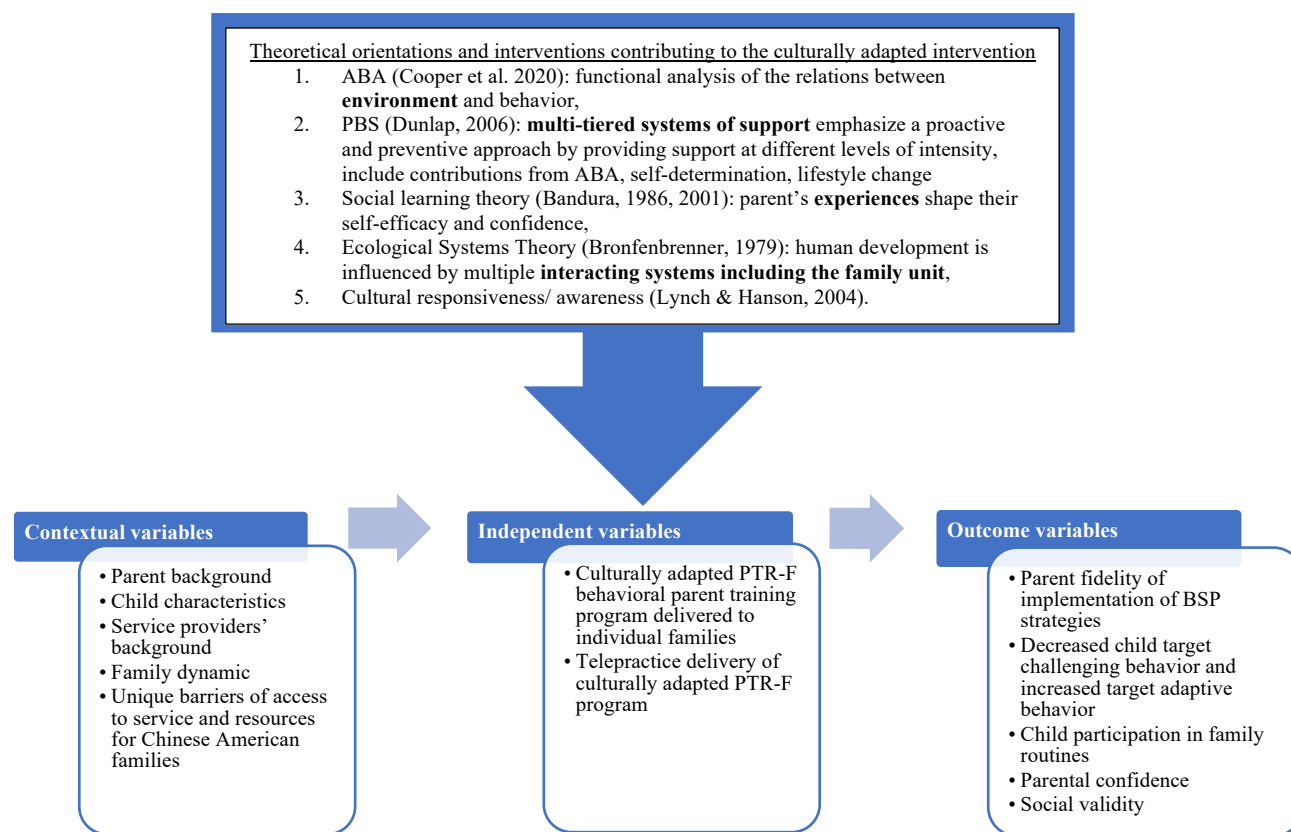 Theoretical orientations and interventions contributing to the culturally adapted intervention
1. ABA (Cooper et al. 2020): functional analysis of the relations between
environment and behavior,
2. PBS (Dunlap, 2006): multi-tiered systems of support emphasize a proactive
and preventive approach by providing support at different levels of intensity,
include contributions from ABA, self-determination, lifestyle change
3. Social learning theory (Bandura, 1986, 2001): parent's experiences shape their
self-efficacy and confidence,
4. Ecological Systems Theory (Bronfenbrenner, 1979): human development is
influenced by multiple interacting systems including the family unit,
5. Cultural responsiveness/ awareness (Lynch & Hanson, 2004).
Contextual variables
• Parent background
• Child characteristics
• Service providers'
background
• Family dynamic
• Unique barriers of access
to service and resources
for Chinese American
families
Independent variables
• Culturally adapted PTR-F
behavioral parent training
program delivered to
individual families
• Telepractice delivery of
culturally adapted PTR-F
program
Outcome variables
• Parent fidelity of
implementation of BSP
strategies
• Decreased child target
challenging behavior and
increased target adaptive
behavior
• Child participation in family
routines
• Parental confidence
• Social validity